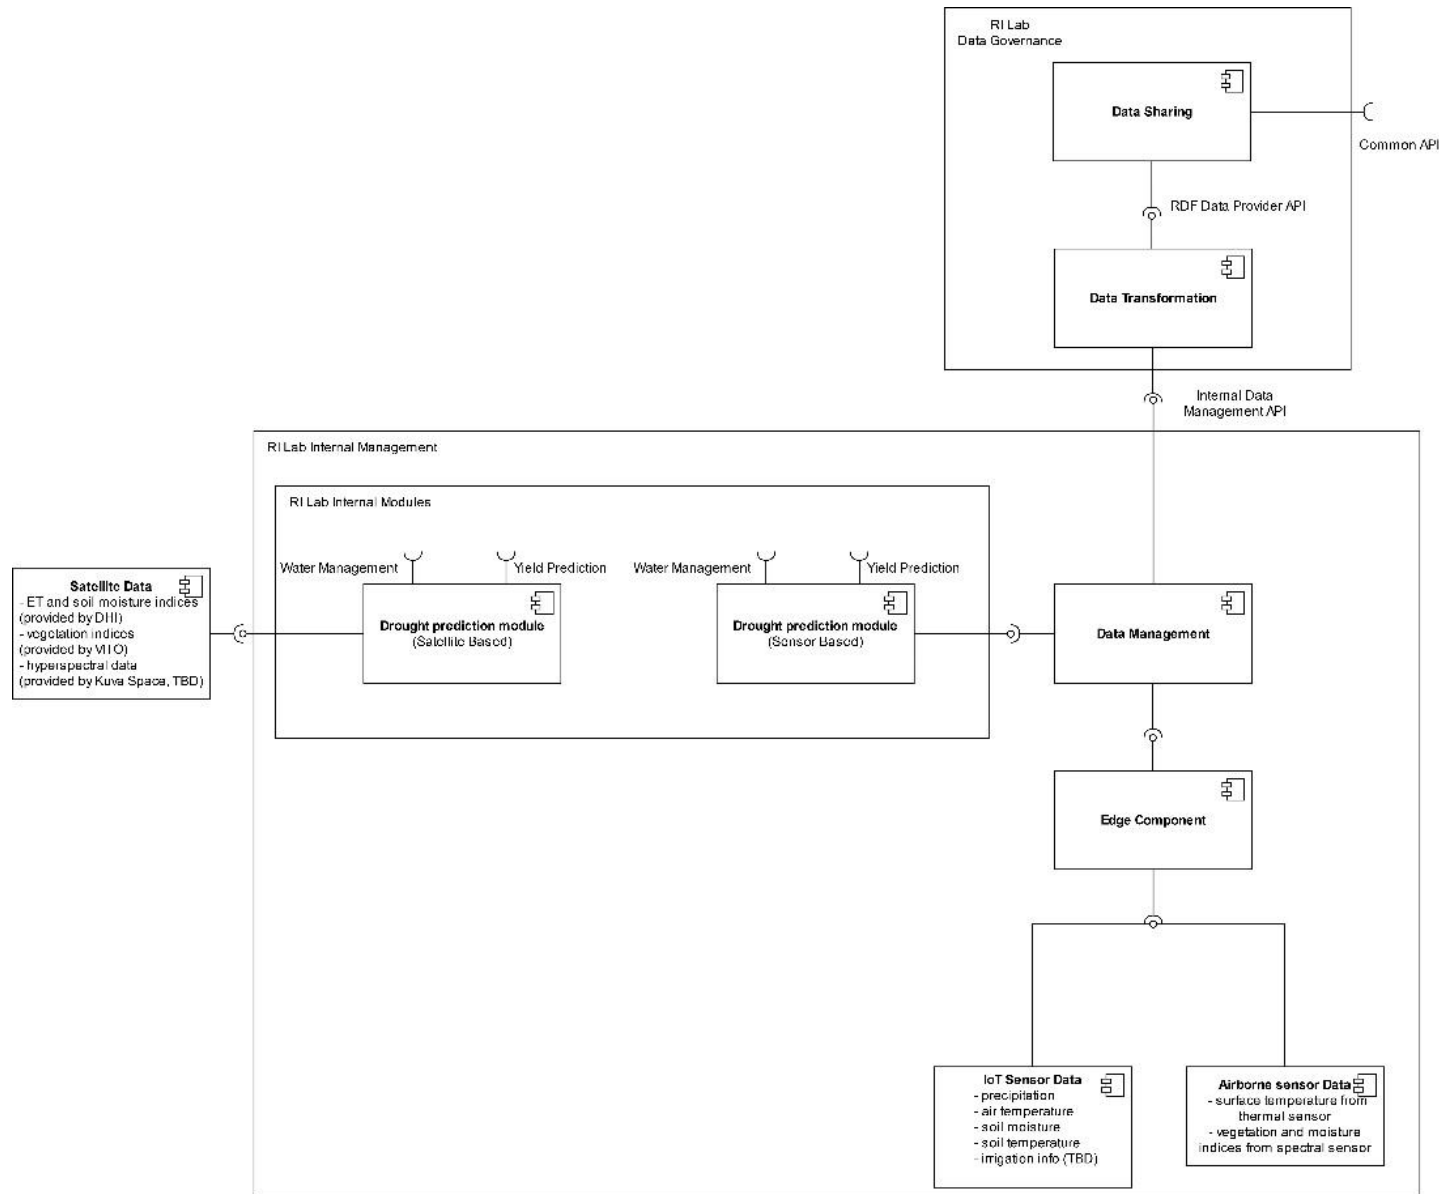 RI Lab
Data Governance
Data Sharing
Common API
RDF Data Provider API
Data Transformation
Internal Data
Management API
RI Lab Internal Management
RI Lab Internal Modules
Water Management
Yield Prediction
Water Management
Yield Prediction
Satellite Data
- ET and soil moisture indices
(provided by DHI)
- vegetation indices
(provided by VITO)
- hyperspectral data
(provided by Kuva Space, TBD)
Drought prediction module
(Satellite Based)
Drought prediction module
(Sensor Based)
Data Management
Edge Component
IoT Sensor Data
- precipitation
- air temperature
- soil moisture
- soil temperature
- irrigation info (TBD)
Airborne sensor Data
- surface temperature from
thermal sensor
- vegetation and moisture
indices from spectral sensor